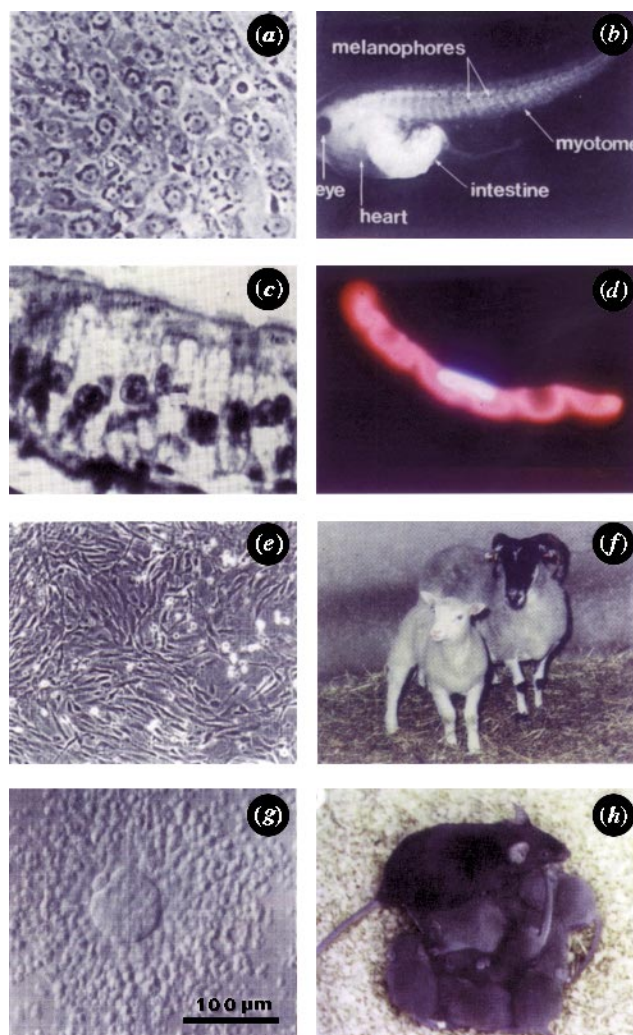 (a)
(b)
melanophores
myotome
eye
intestine
heart
(c)
(d)
(e)
(f)
(g)
100 µm
(h)